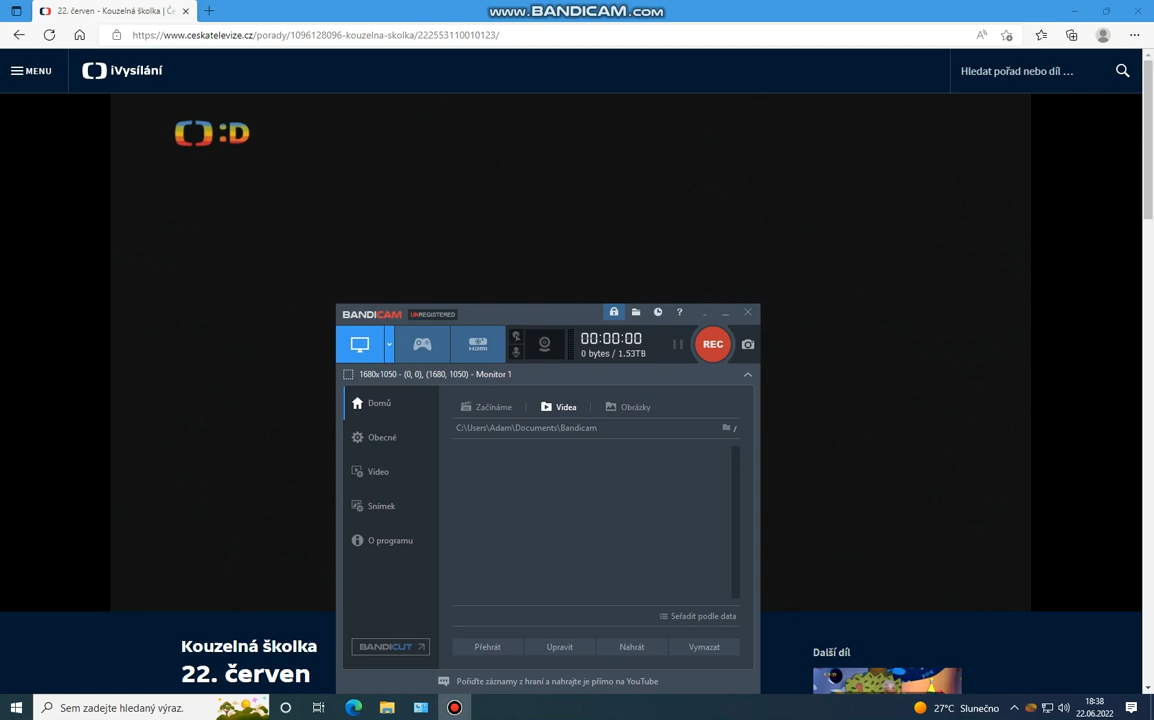 22. červen - Kouzelná školka | Če
www.BANDICAM.com
https://www.ceskatelevize.cz/porady/1096128096-kouzelna-skolka/222553110010123/
MENU
iVysílání
Hledat pořad nebo díl ...
:D
BANDICAM UNREGISTERED
HDMI
00:00:00
0 bytes / 1.53TB
REC
1680x1050 - (0, 0), (1680, 1050) - Monitor 1
Domů
Obecné
Video
Snímek
O programu
BANDICUT
Začínáme
Videa
Obrázky
C:\Users\Adam\Documents\Bandicam
/
Seřadit podle data
Přehrát
Upravit
Nahrát
Vymazat
Pořiďte záznamy z hraní a nahrajte je přímo na YouTube
Kouzelná školka
22. červen
Další díl
Sem zadejte hledaný výraz.
27°C Slunečno
18:38
22.06.2022